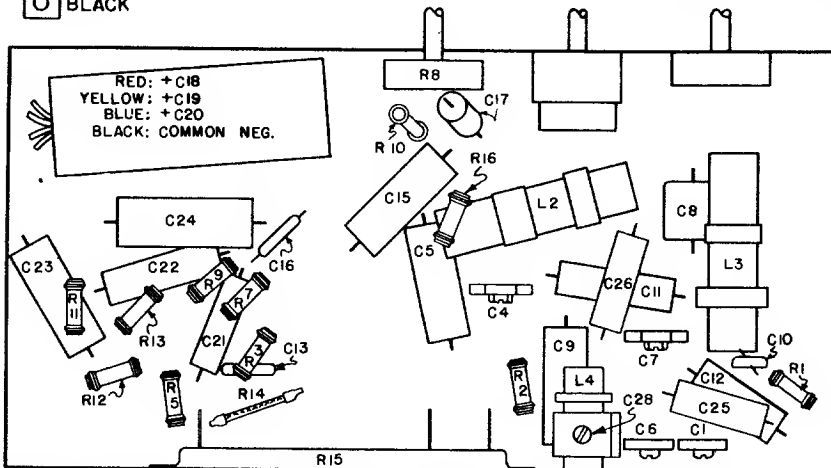 O BLACK
RED: +C18
YELLOW: +C19
BLUE: +C20
BLACK: COMMON NEG.
R8
C17
R10
R16
C15
L2
C8
C24
C5
C23
C22
R9
C16
C26
C11
L3
R11
R13
R7
C4
C21
R3
C13
C9
C7
C10
R12
R5
R14
R2
L4
C28
C12
R1
C25
C6
C1
R15